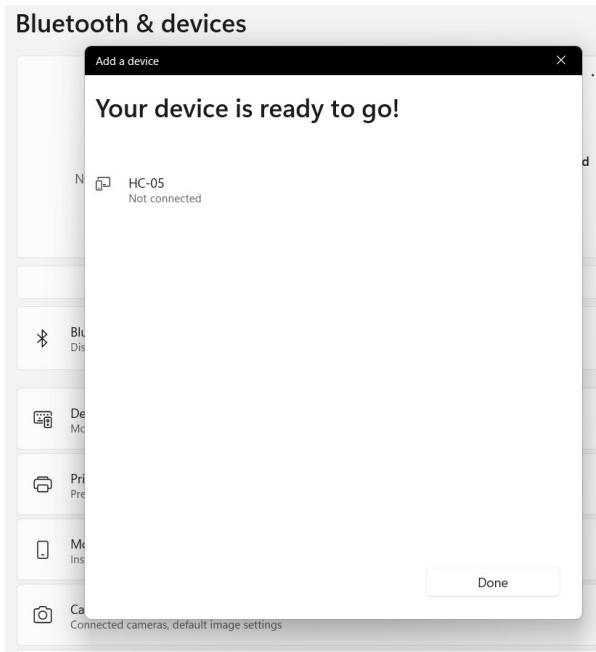 Bluetooth & devices
Add a device
Your device is ready to go!
HC-05
Not connected
Done
Connected cameras, default image settings